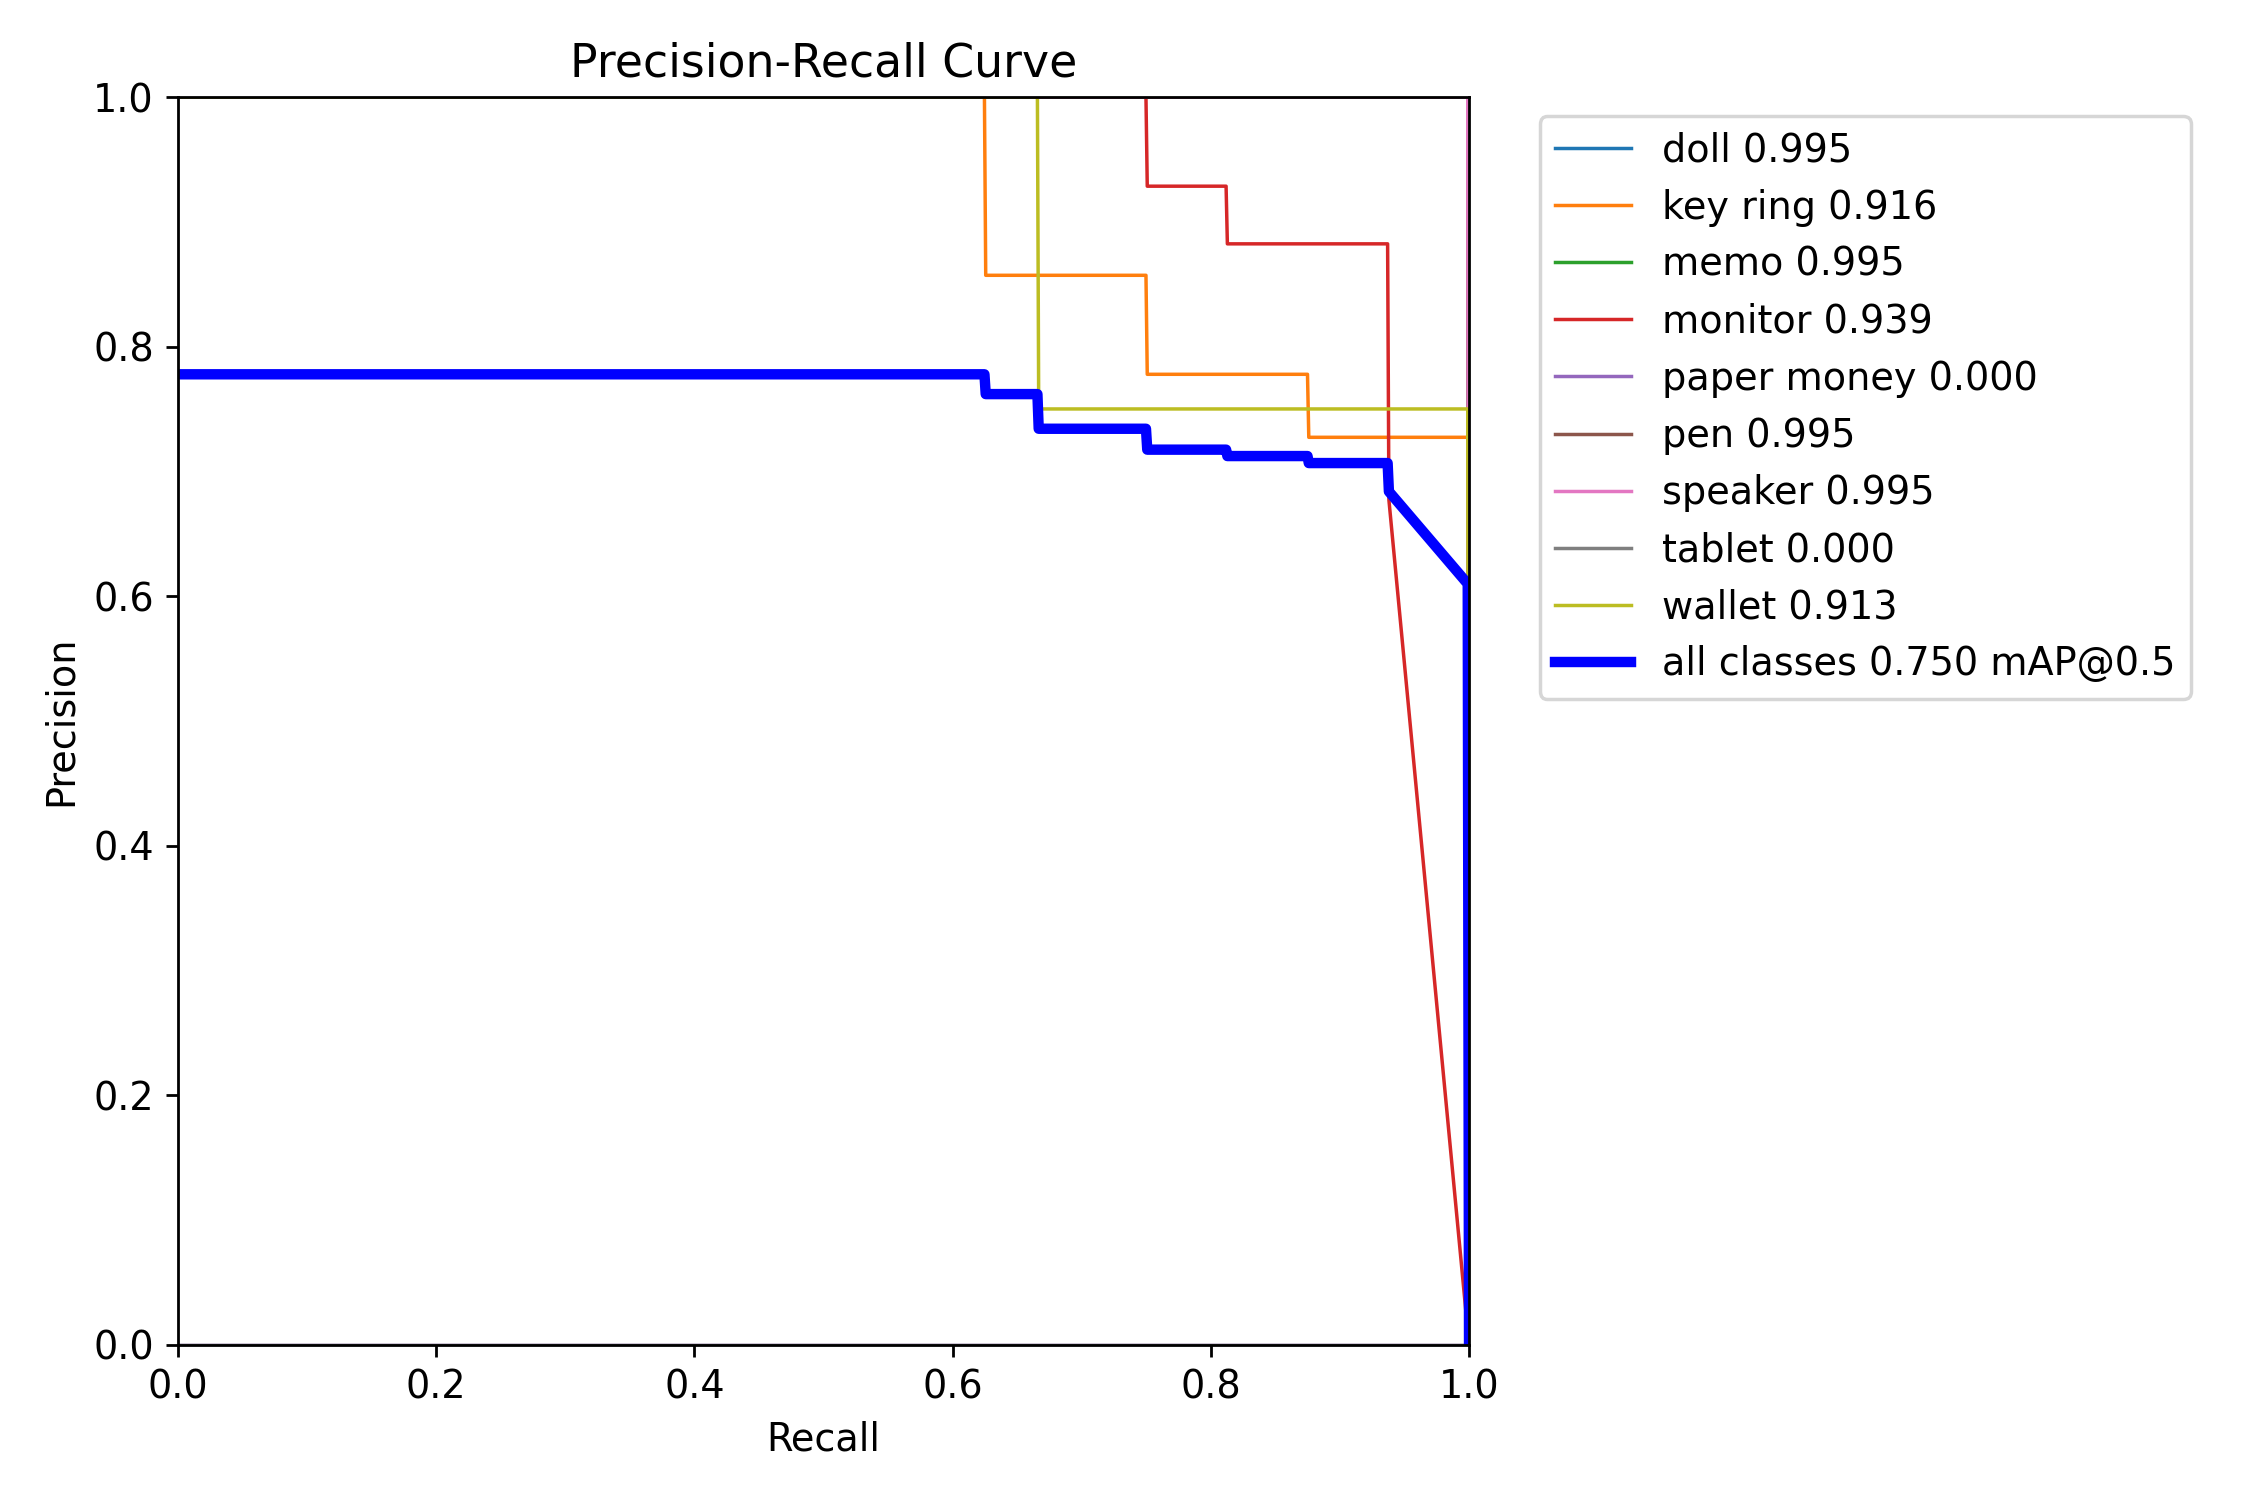 Precision-Recall Curve
1.0
0.8
0.6
0.4
0.2
0.0
Precision
0.0 0.2 0.4 0.6 0.8 1.0
Recall
doll 0.995
key ring 0.916
memo 0.995
monitor 0.939
paper money 0.000
pen 0.995
speaker 0.995
tablet 0.000
wallet 0.913
all classes 0.750 mAP@0.5